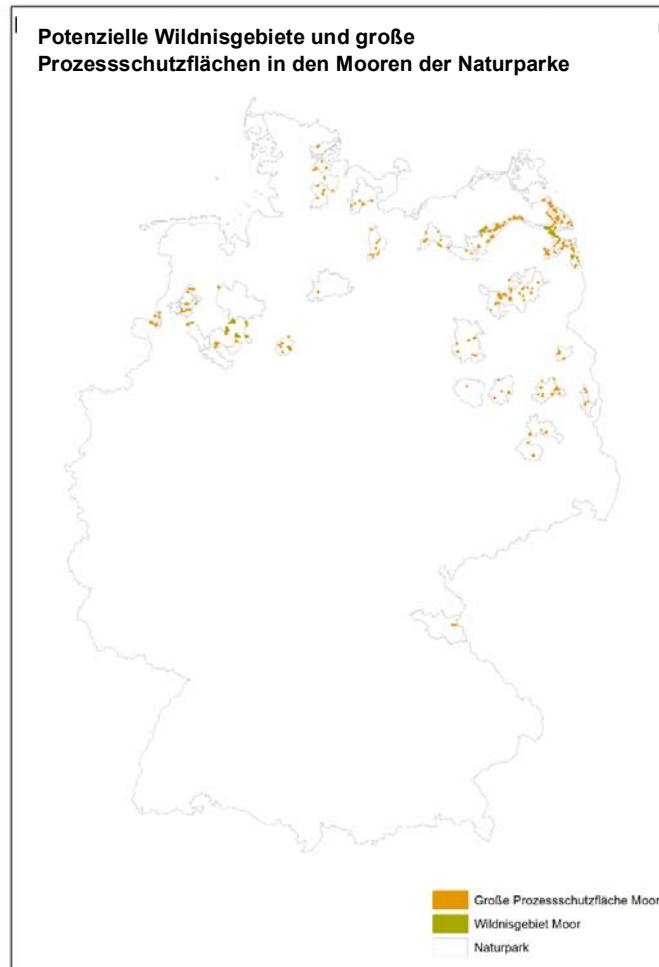 Potenzielle Wildnisgebiete und große
Prozessschutzflächen in den Mooren der Naturparke
Große Prozessschutzfläche Moor
Wildnisgebiet Moor
Naturpark